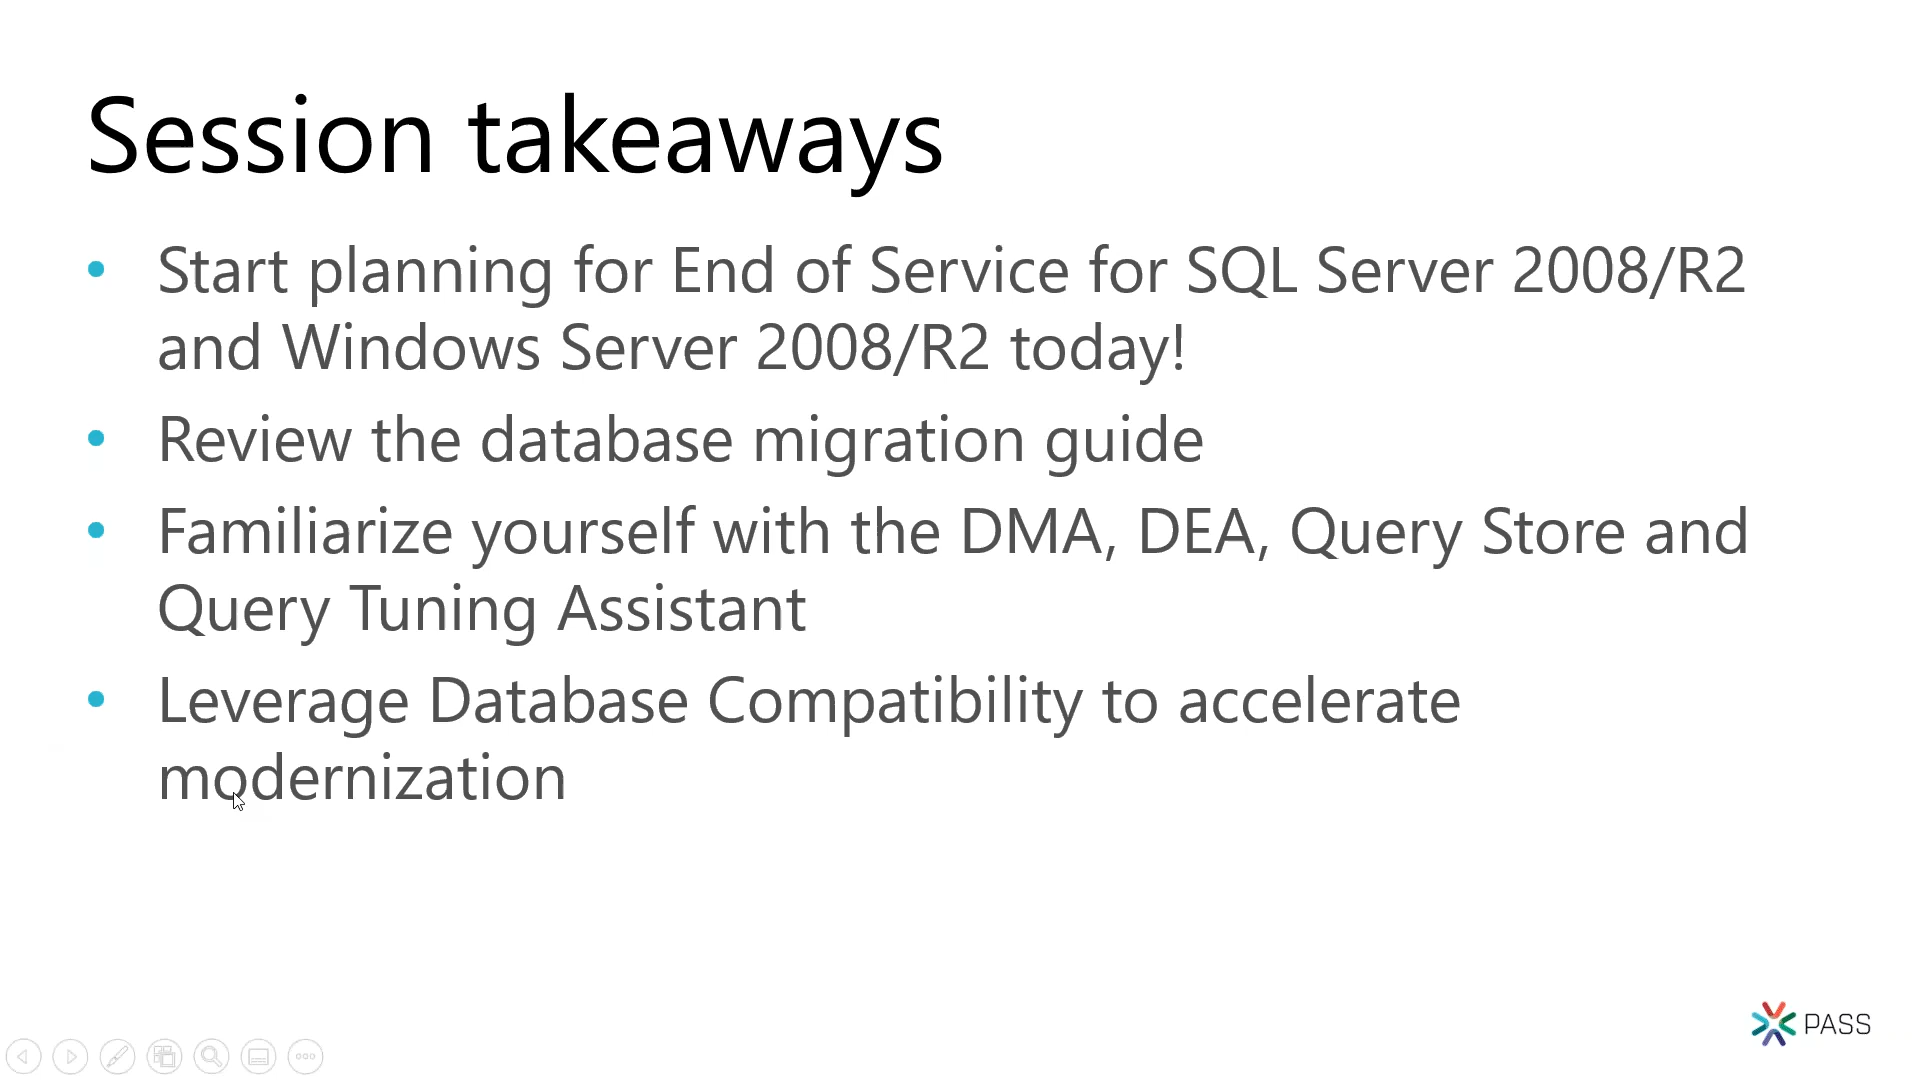 Session takeaways
• Start planning for End of Service for SQL Server 2008/R2
and Windows Server 2008/R2 today!
• Review the database migration guide
• Familiarize yourself with the DMA, DEA, Query Store and
Query Tuning Assistant
• Leverage Database Compatibility to accelerate
modernization
PASS